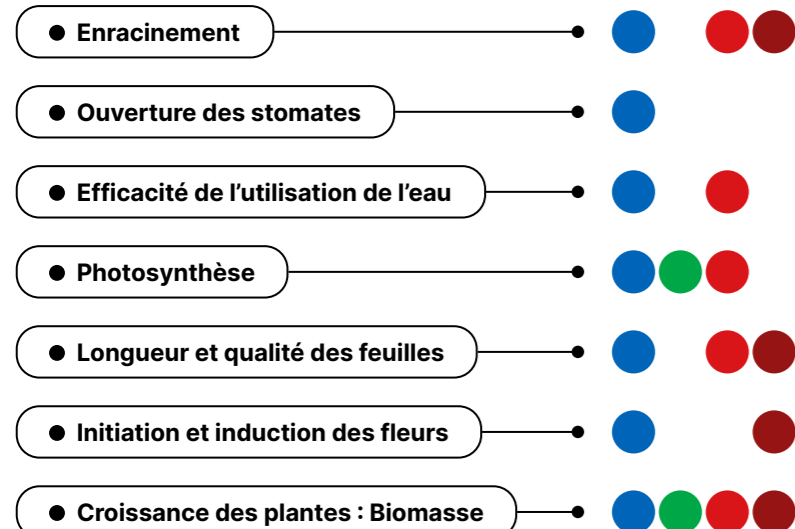 Enracinement
Ouverture des stomates
Efficacité de l’utilisation de l’eau
Photosynthèse
Longueur et qualité des feuilles
Initiation et induction des fleurs
Croissance des plantes : Biomasse